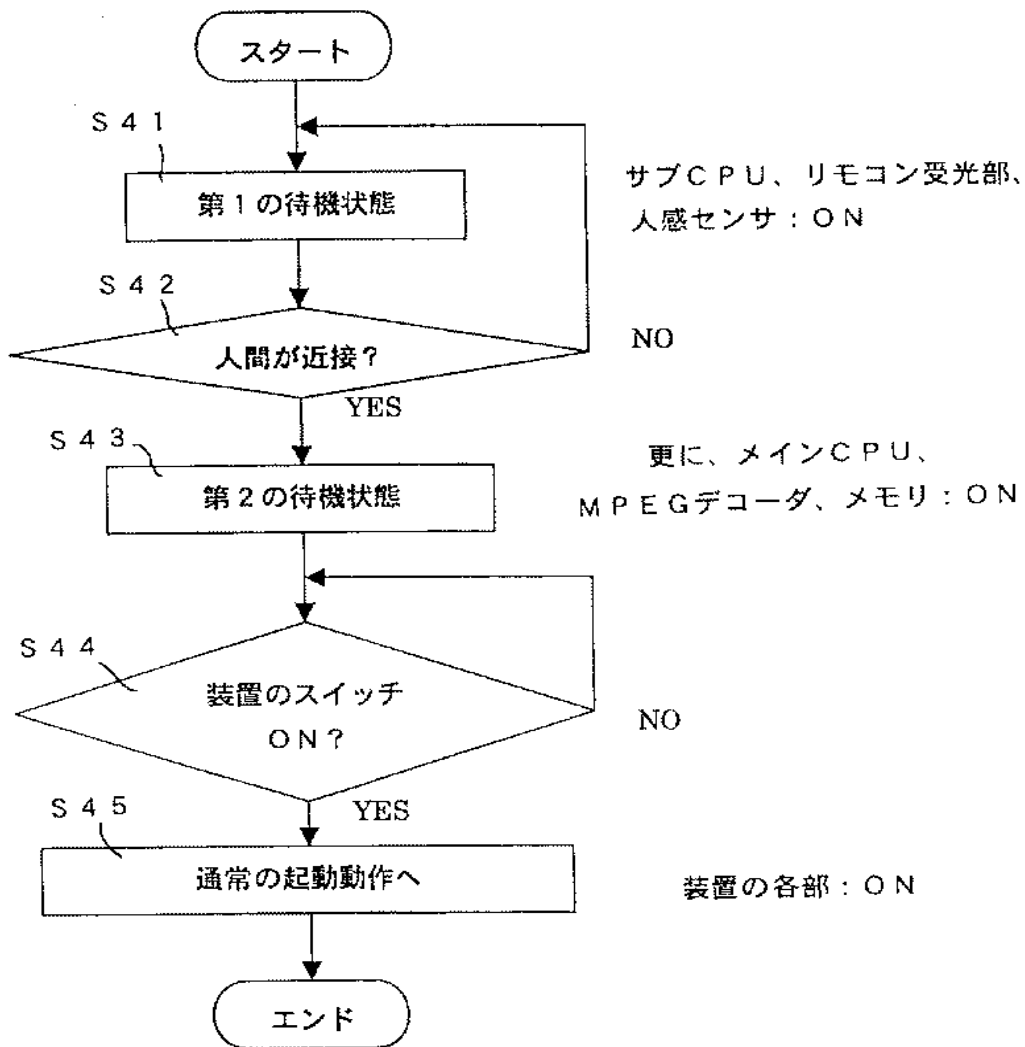 スタート
S41
第1の待機状態
サブCPU、リモコン受光部、
人感センサ:ON
S42
人間が近接?
NO
YES
S43
第2の待機状態
更に、メインCPU、
MPEGデコーダ、メモリ:ON
S44
装置のスイッチ
ON?
NO
YES
S45
通常の起動動作へ
装置の各部:ON
エンド